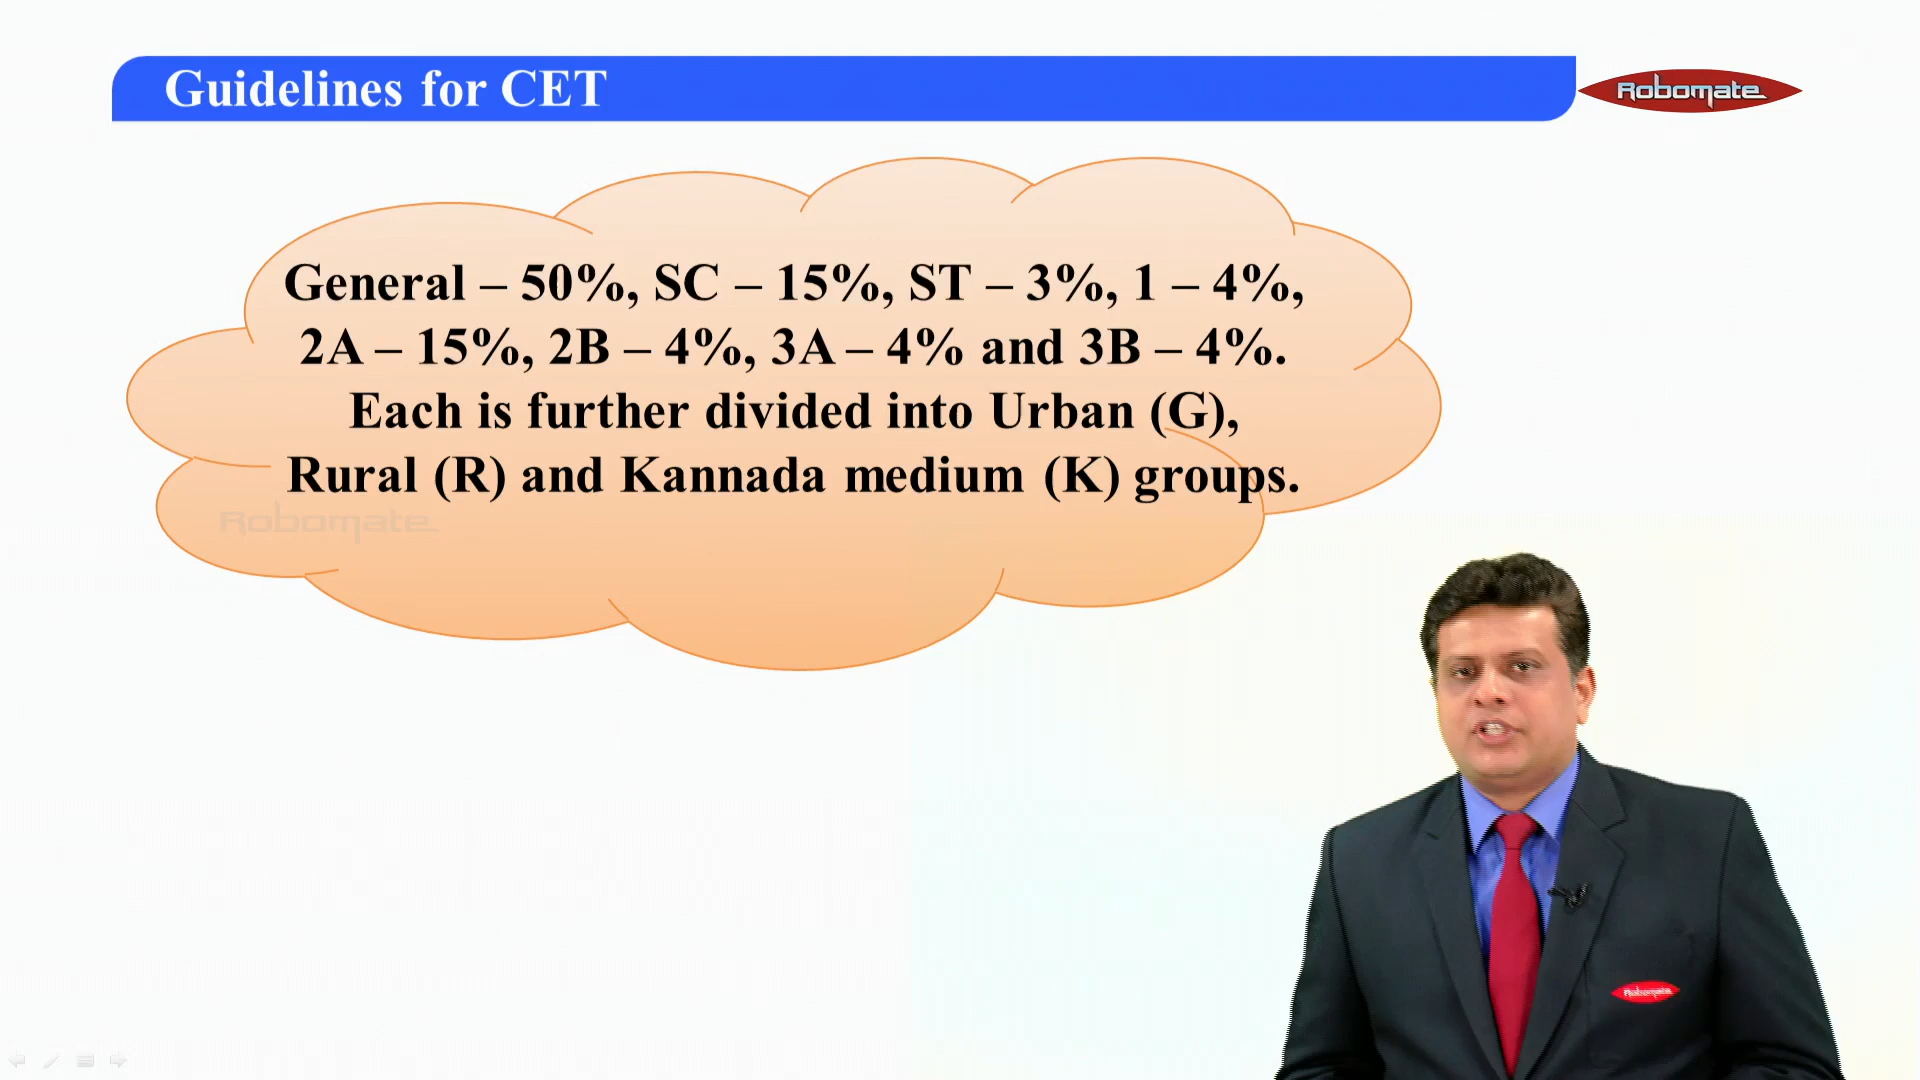 Guidelines for CET
Robomate
General – 50%, SC – 15%, ST – 3%, 1 – 4%,
2A – 15%, 2B – 4%, 3A – 4% and 3B – 4%.
Each is further divided into Urban (G),
Rural (R) and Kannada medium (K) groups.
Robomate
Robomate